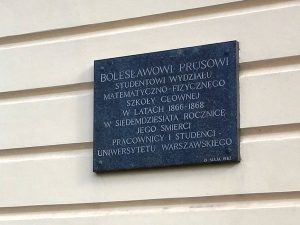 BOLESŁAWOWI PRUSOWI
STUDENTOWI WYDZIAŁU
MATEMATYCZNO-FIZYCZNEGO
SZKOŁY GŁÓWNEJ
W LATACH 1866-1868
W SIEDEMDZIESIĄTĄ ROCZNICĘ
JEGO ŚMIERCI
PRACOWNICY I STUDENCI
UNIWERSYTETU WARSZAWSKIEGO